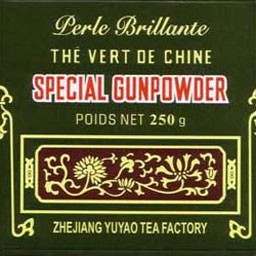 Perle Brillante
THÉ VERT DE CHINE
SPECIAL GUNPOWDER
POIDS NET 250 g
ZHEJIANG YUYAO TEA FACTORY